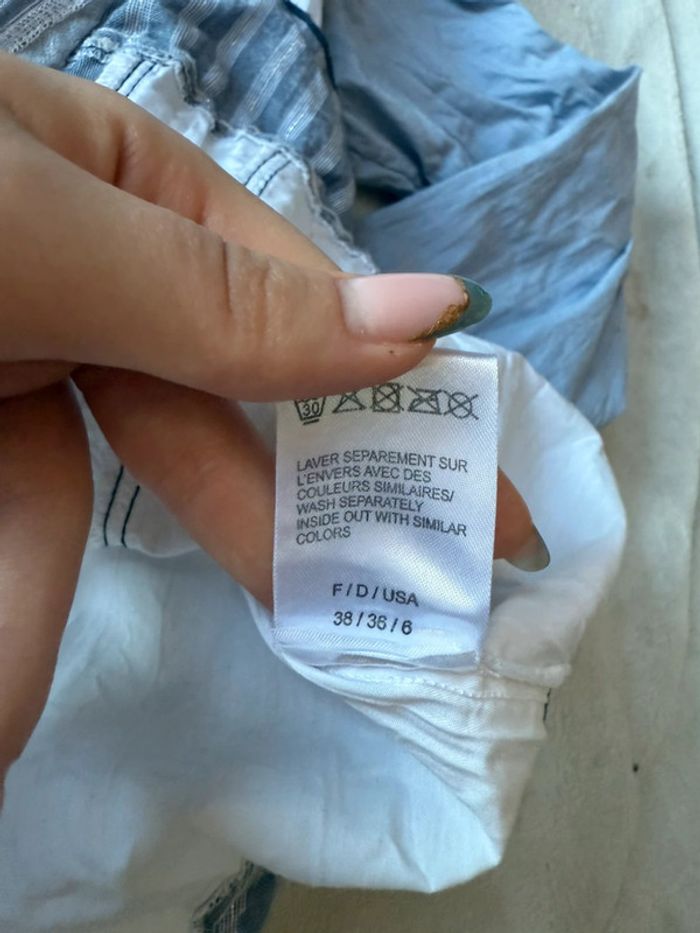 30
LAVER SEPAREMENT SUR
L'ENVERS AVEC DES
COULEURS SIMILAIRES/
WASH SEPARATELY
INSIDE OUT WITH SIMILAR
COLORS
F/D/USA
38/36/6